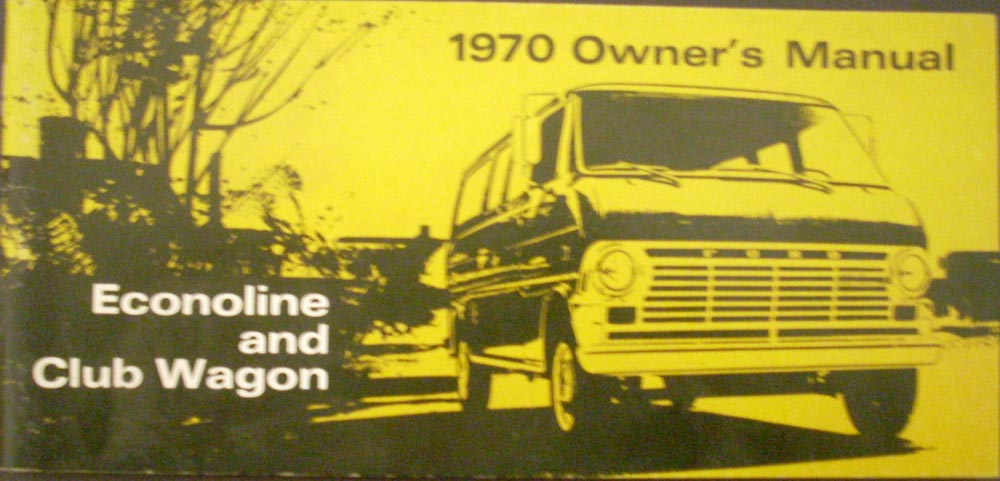 1970 Owner's Manual
FORD
Econoline
and
Club Wagon